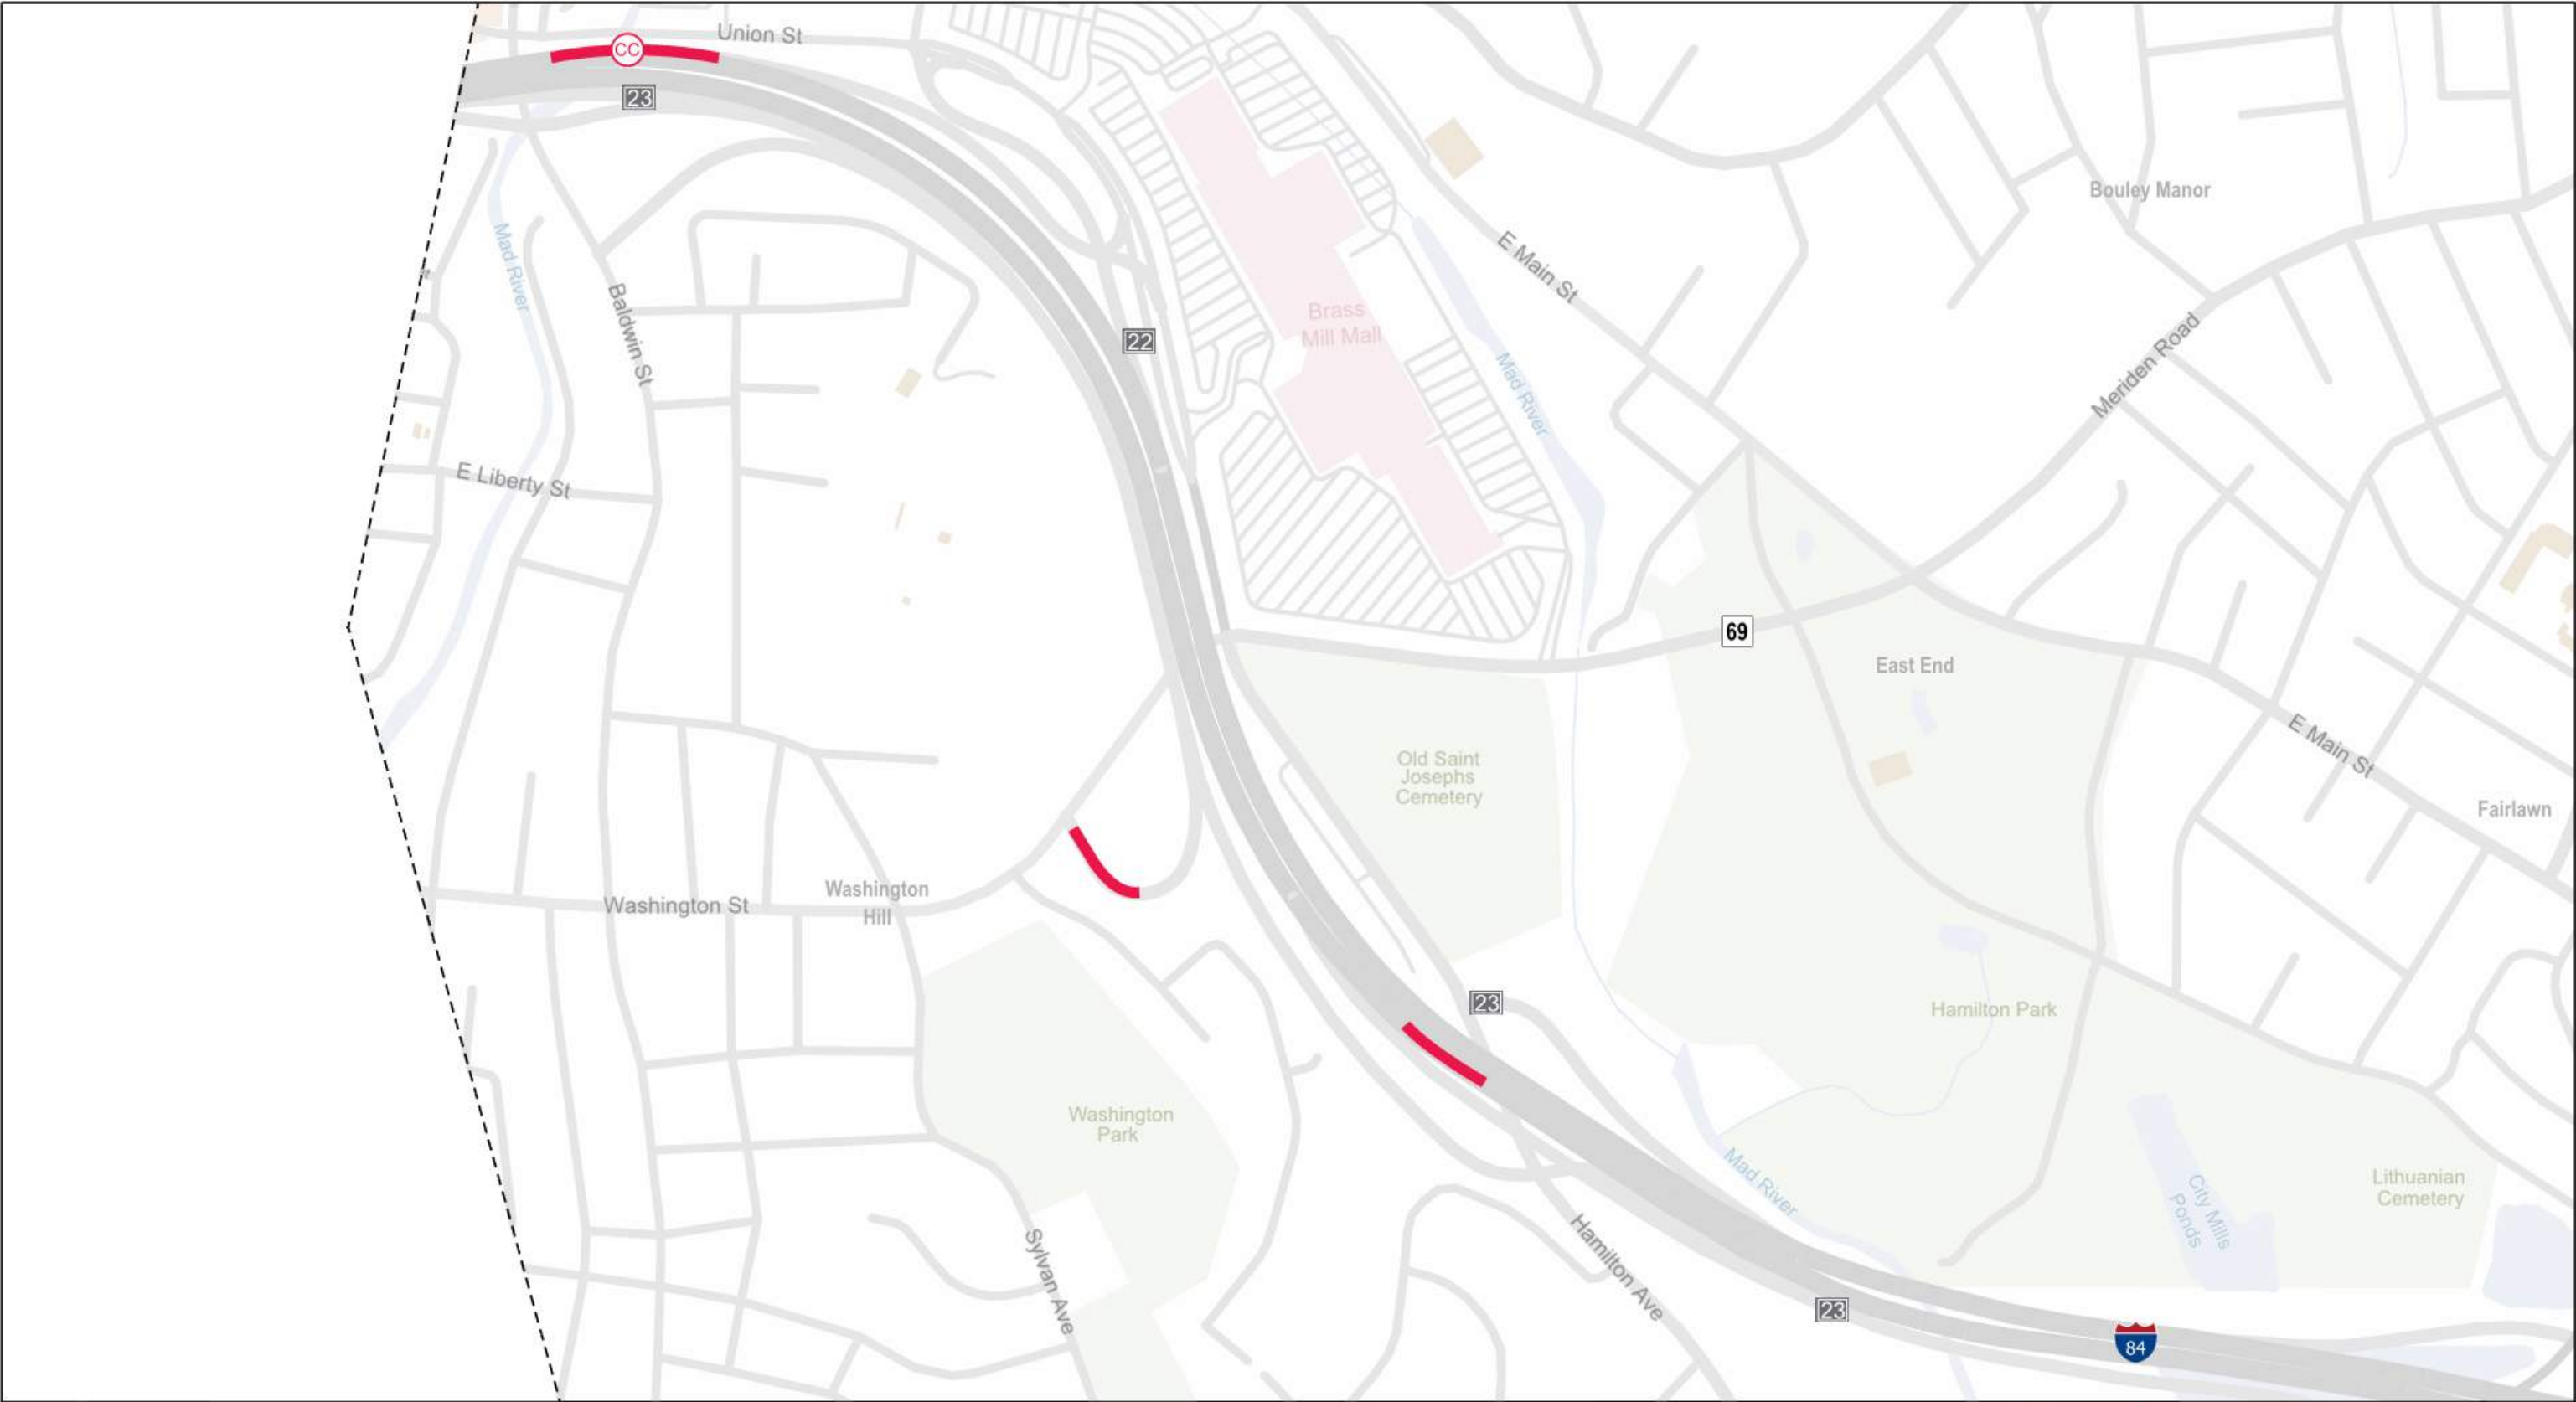 Union St
CC
23
Bouley Manor
Mad River
E Main St
Baldwin St
Brass
Mill Mall
22
Meriden Road
Mad River
E Liberty St
69
East End
E Main St
Old Saint
Josephs
Cemetery
Fairlawn
Washington St
Washington
Hill
23
Hamilton Park
Washington
Park
Mad River
City Mills
Ponds
Lithuanian
Cemetery
Sylvan Ave
Hamilton Ave
23
84